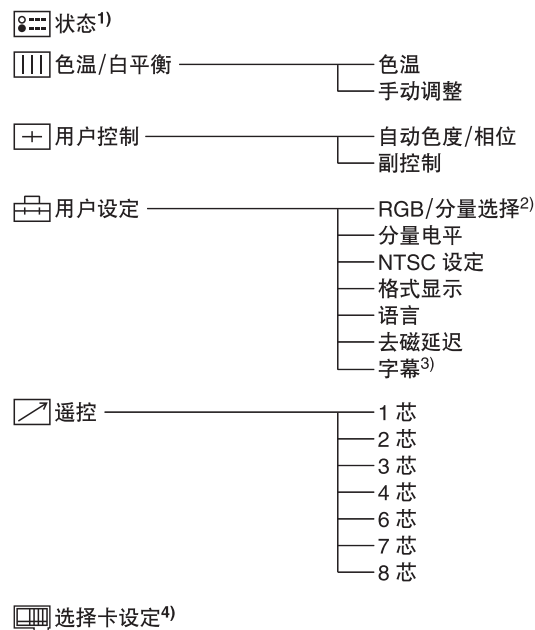 状态1)
色温/白平衡
色温
手动调整
用户控制
自动色度/相位
副控制
用户设定
RGB/分量选择2)
分量电平
NTSC 设定
格式显示
语言
去磁延迟
字幕3)
遥控
1 芯
2 芯
3 芯
4 芯
6 芯
7 芯
8 芯
选择卡设定4)